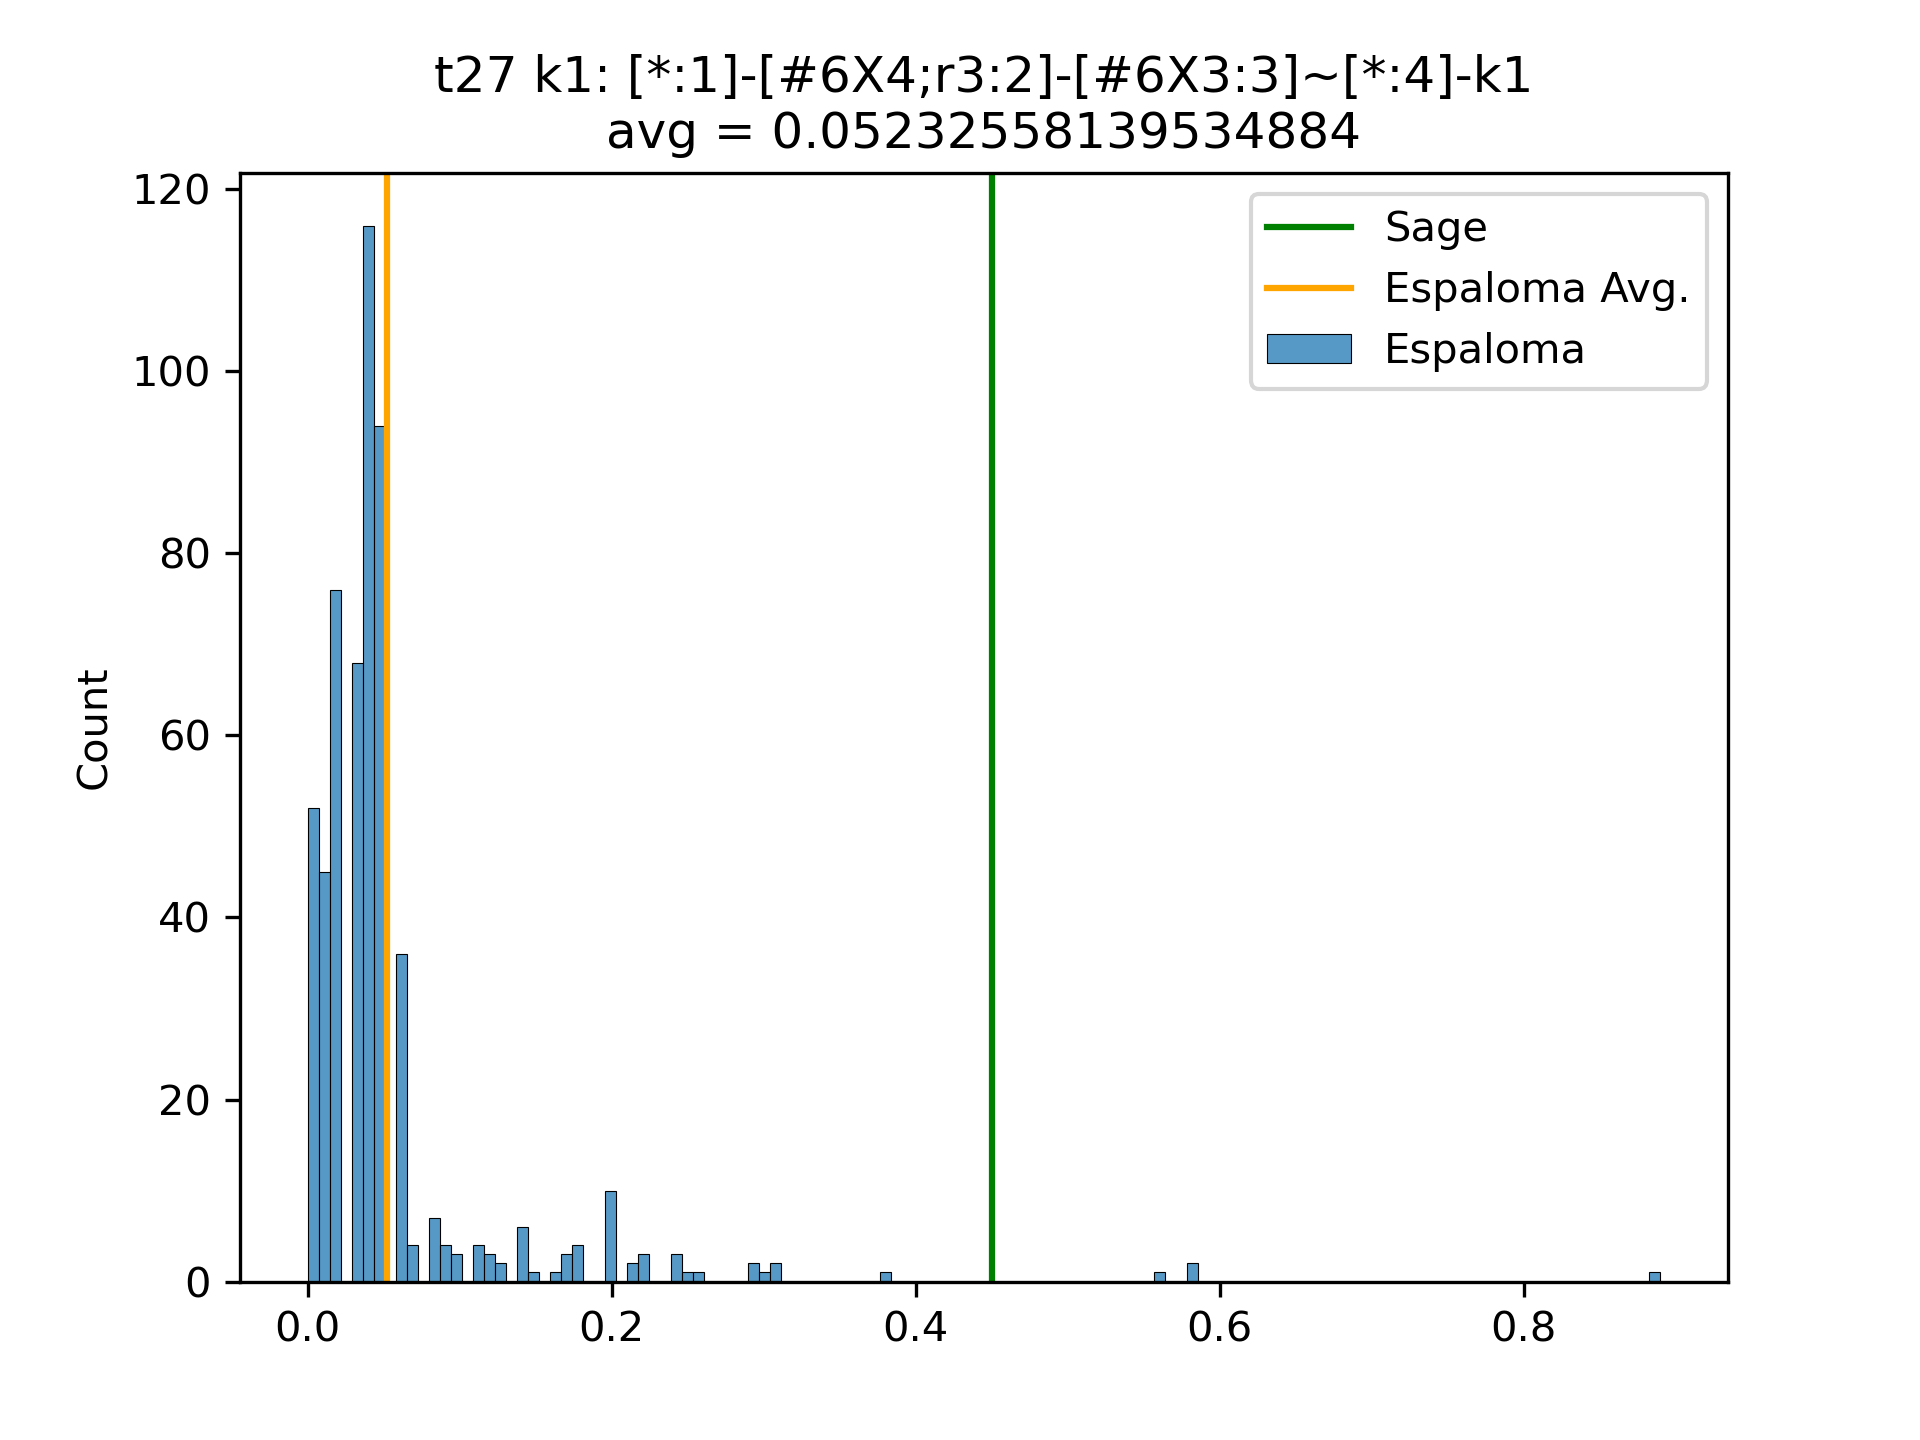 t27 k1: [*:1]-[#6X4;r3:2]-[#6X3:3]~[*:4]-k1
avg = 0.05232558139534884
120
100
80
60
40
20
0
Count
Sage
Espaloma Avg.
Espaloma
0.0
0.2
0.4
0.6
0.8